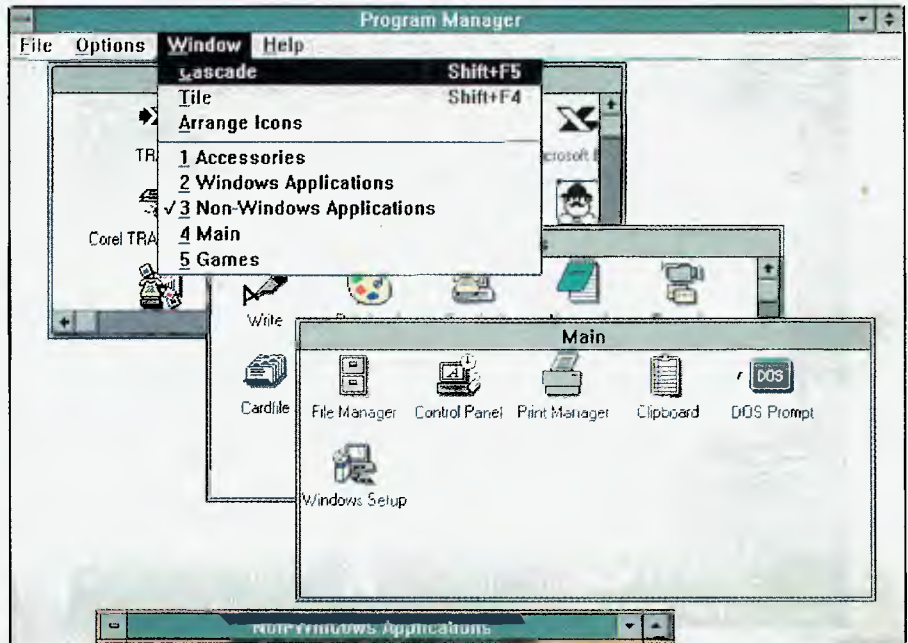 Program Manager
File Options Window Help
Cascade Shift+F5
Tile Shift+F4
Arrange Icons
1 Accessories
2 Windows Applications
3 Non-Windows Applications
4 Main
5 Games
Corel TRA
Write
Cardfile
Main
File Manager Control Panel Print Manager Clipboard DOS Prompt
DOS
Windows Setup
Non-Windows Applications